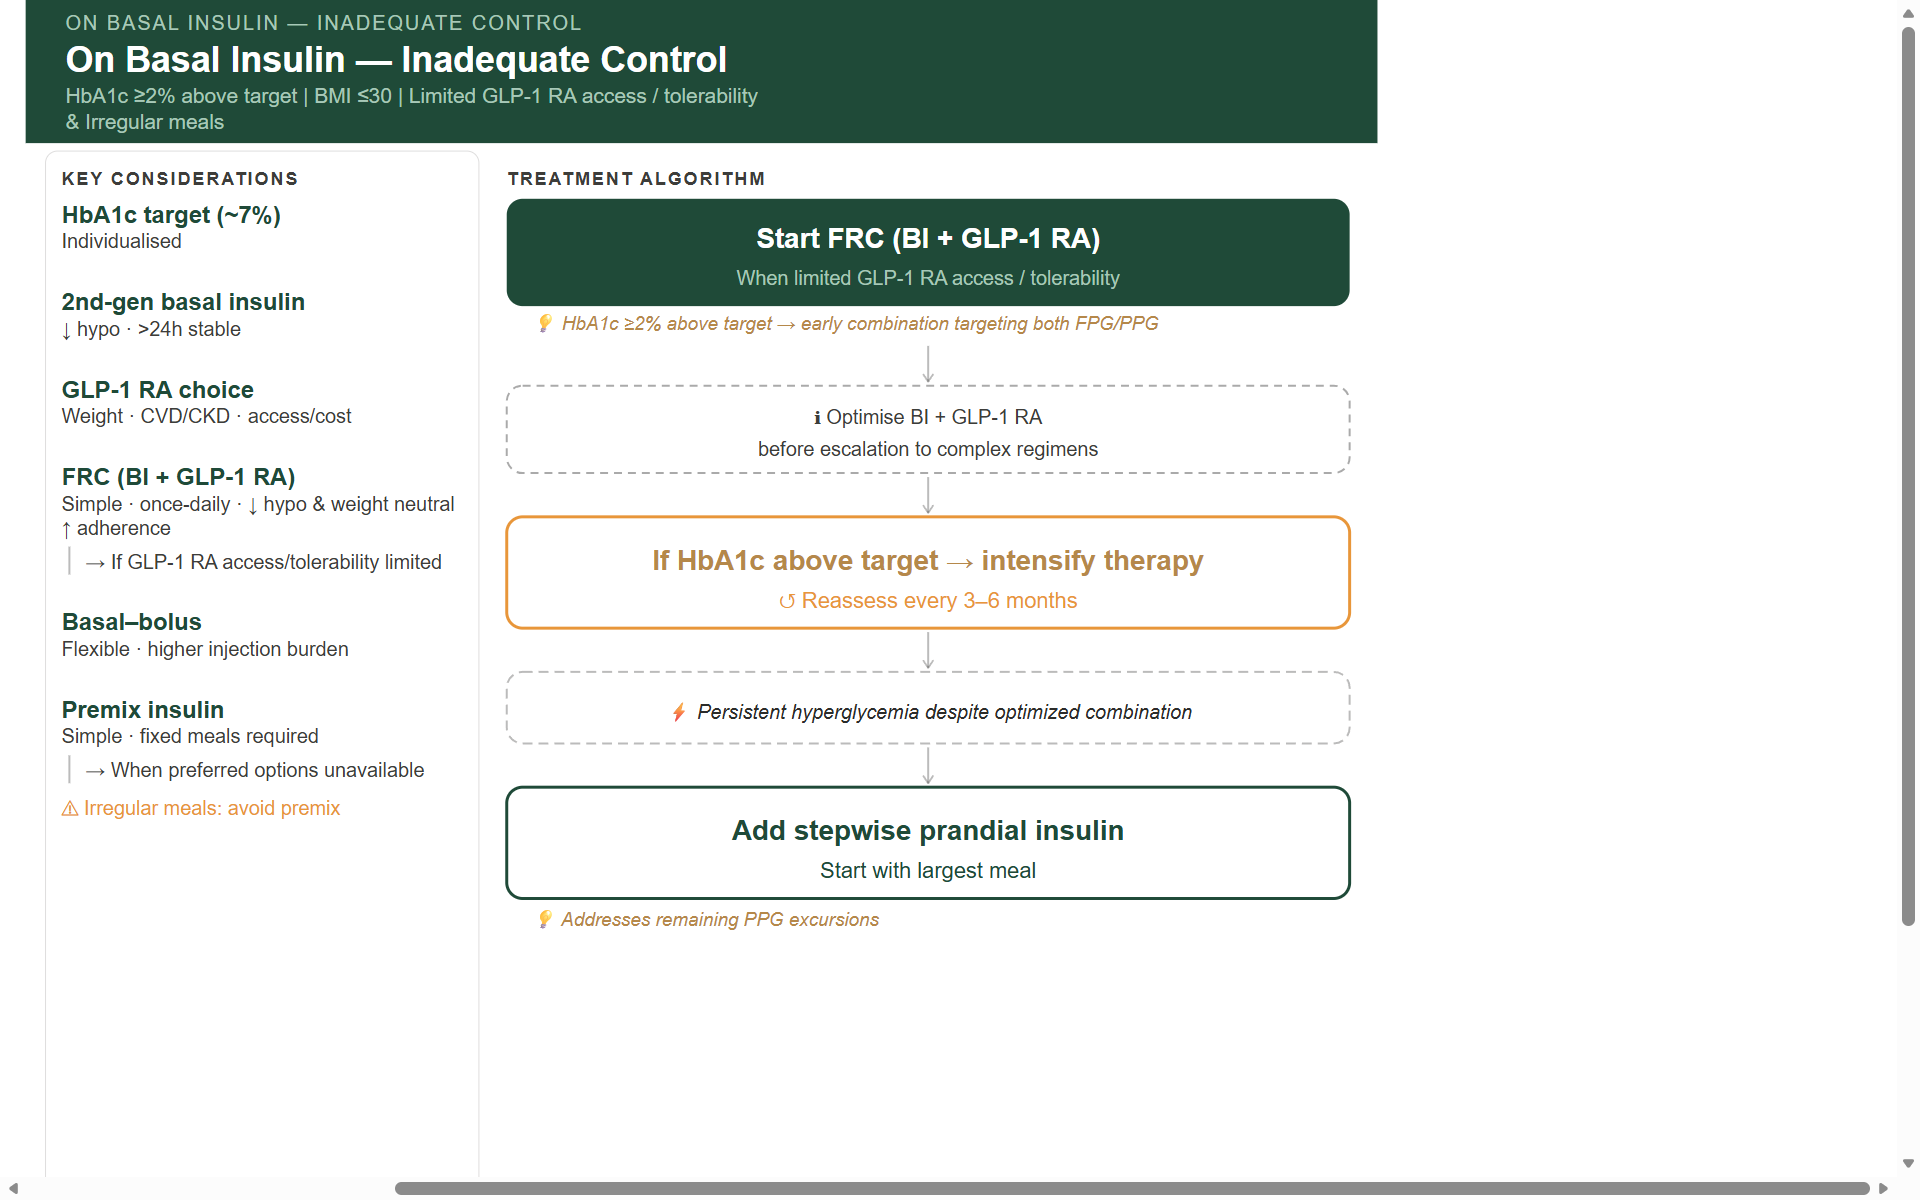 ON BASAL INSULIN — INADEQUATE CONTROL
On Basal Insulin — Inadequate Control
HbA1c ≥2% above target | BMI ≤30 | Limited GLP-1 RA access / tolerability
& Irregular meals
KEY CONSIDERATIONS
HbA1c target (~7%)
Individualised
2nd-gen basal insulin
↓ hypo · >24h stable
GLP-1 RA choice
Weight · CVD/CKD · access/cost
FRC (BI + GLP-1 RA)
Simple · once-daily · ↓ hypo & weight neutral
↑ adherence
→ If GLP-1 RA access/tolerability limited
Basal–bolus
Flexible · higher injection burden
Premix insulin
Simple · fixed meals required
→ When preferred options unavailable
⚠ Irregular meals: avoid premix
TREATMENT ALGORITHM
Start FRC (BI + GLP-1 RA)
When limited GLP-1 RA access / tolerability
💡 HbA1c ≥2% above target → early combination targeting both FPG/PPG
ℹ Optimise BI + GLP-1 RA
before escalation to complex regimens
If HbA1c above target → intensify therapy
↺ Reassess every 3–6 months
⚡ Persistent hyperglycemia despite optimized combination
Add stepwise prandial insulin
Start with largest meal
💡 Addresses remaining PPG excursions